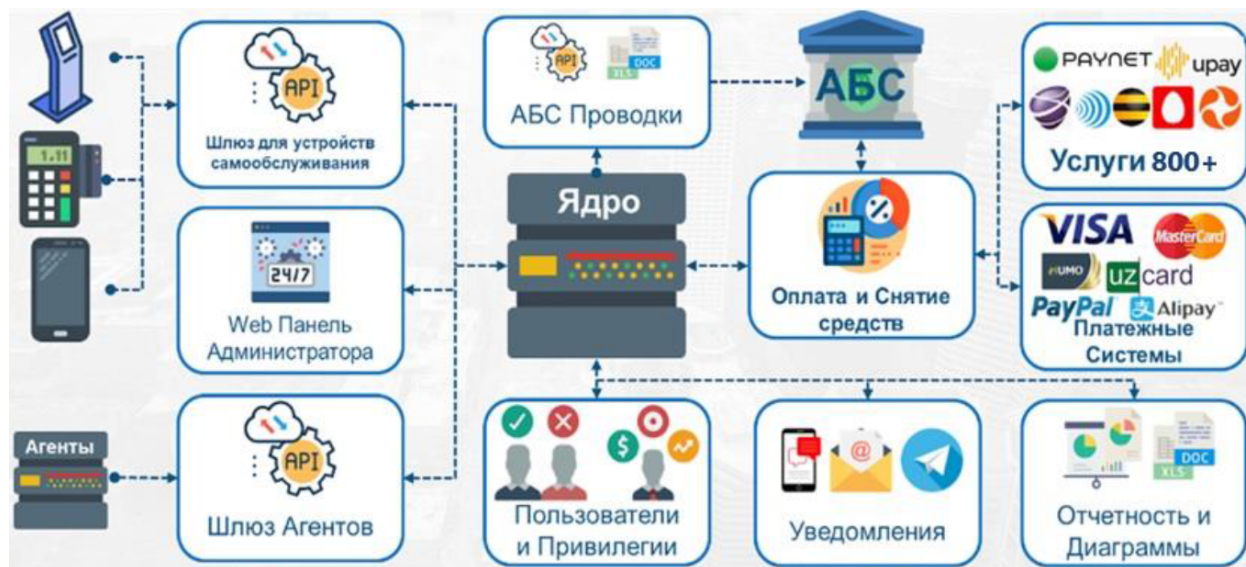 API
Шлюз для устройств
самообслуживания
1.11
24/7
Web Панель
Администратора
Агенты
API
Шлюз Агентов
API
XLS
DOC
АБС Проводки
АБС
Ядро
%
Оплата и Снятие
средств
PAYNET
upay
Услуги 800+
VISA
MasterCard
HUMO
uzcard
PayPal
支 Alipay
Платежные
Системы
$
Пользователи
и Привилегии
@
Уведомления
XLS
DOC
Отчетность и
Диаграммы